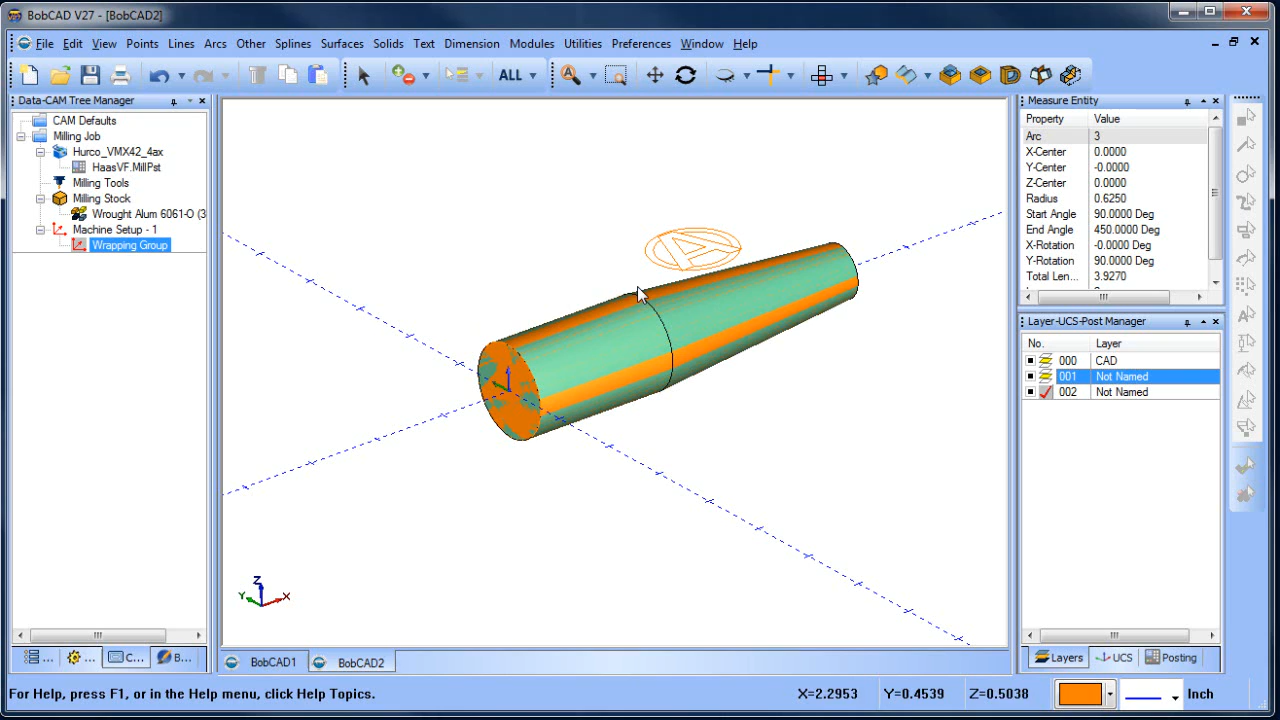 BobCAD V27 - [BobCAD2]
File Edit View Points Lines Arcs Other Splines Surfaces Solids Text Dimension Modules Utilities Preferences Window Help
ALL
Data-CAM Tree Manager
CAM Defaults
Milling Job
Hurco_VMX42_4ax
HaasVF.MillPst
Milling Tools
Milling Stock
Wrought Alum 6061-O (3
Machine Setup - 1
Wrapping Group
... ... C... B...
A
Z
Y X
BobCAD1 BobCAD2
Measure Entity
Property Value
Arc 3
X-Center 0.0000
Y-Center -0.0000
Z-Center 0.0000
Radius 0.6250
Start Angle 90.0000 Deg
End Angle 450.0000 Deg
X-Rotation -0.0000 Deg
Y-Rotation 90.0000 Deg
Total Len... 3.9270
Layer-UCS-Post Manager
No. Layer
000 CAD
001 Not Named
002 Not Named
Layers UCS Posting
For Help, press F1, or in the Help menu, click Help Topics.
X=2.2953 Y=0.4539 Z=0.5038 Inch